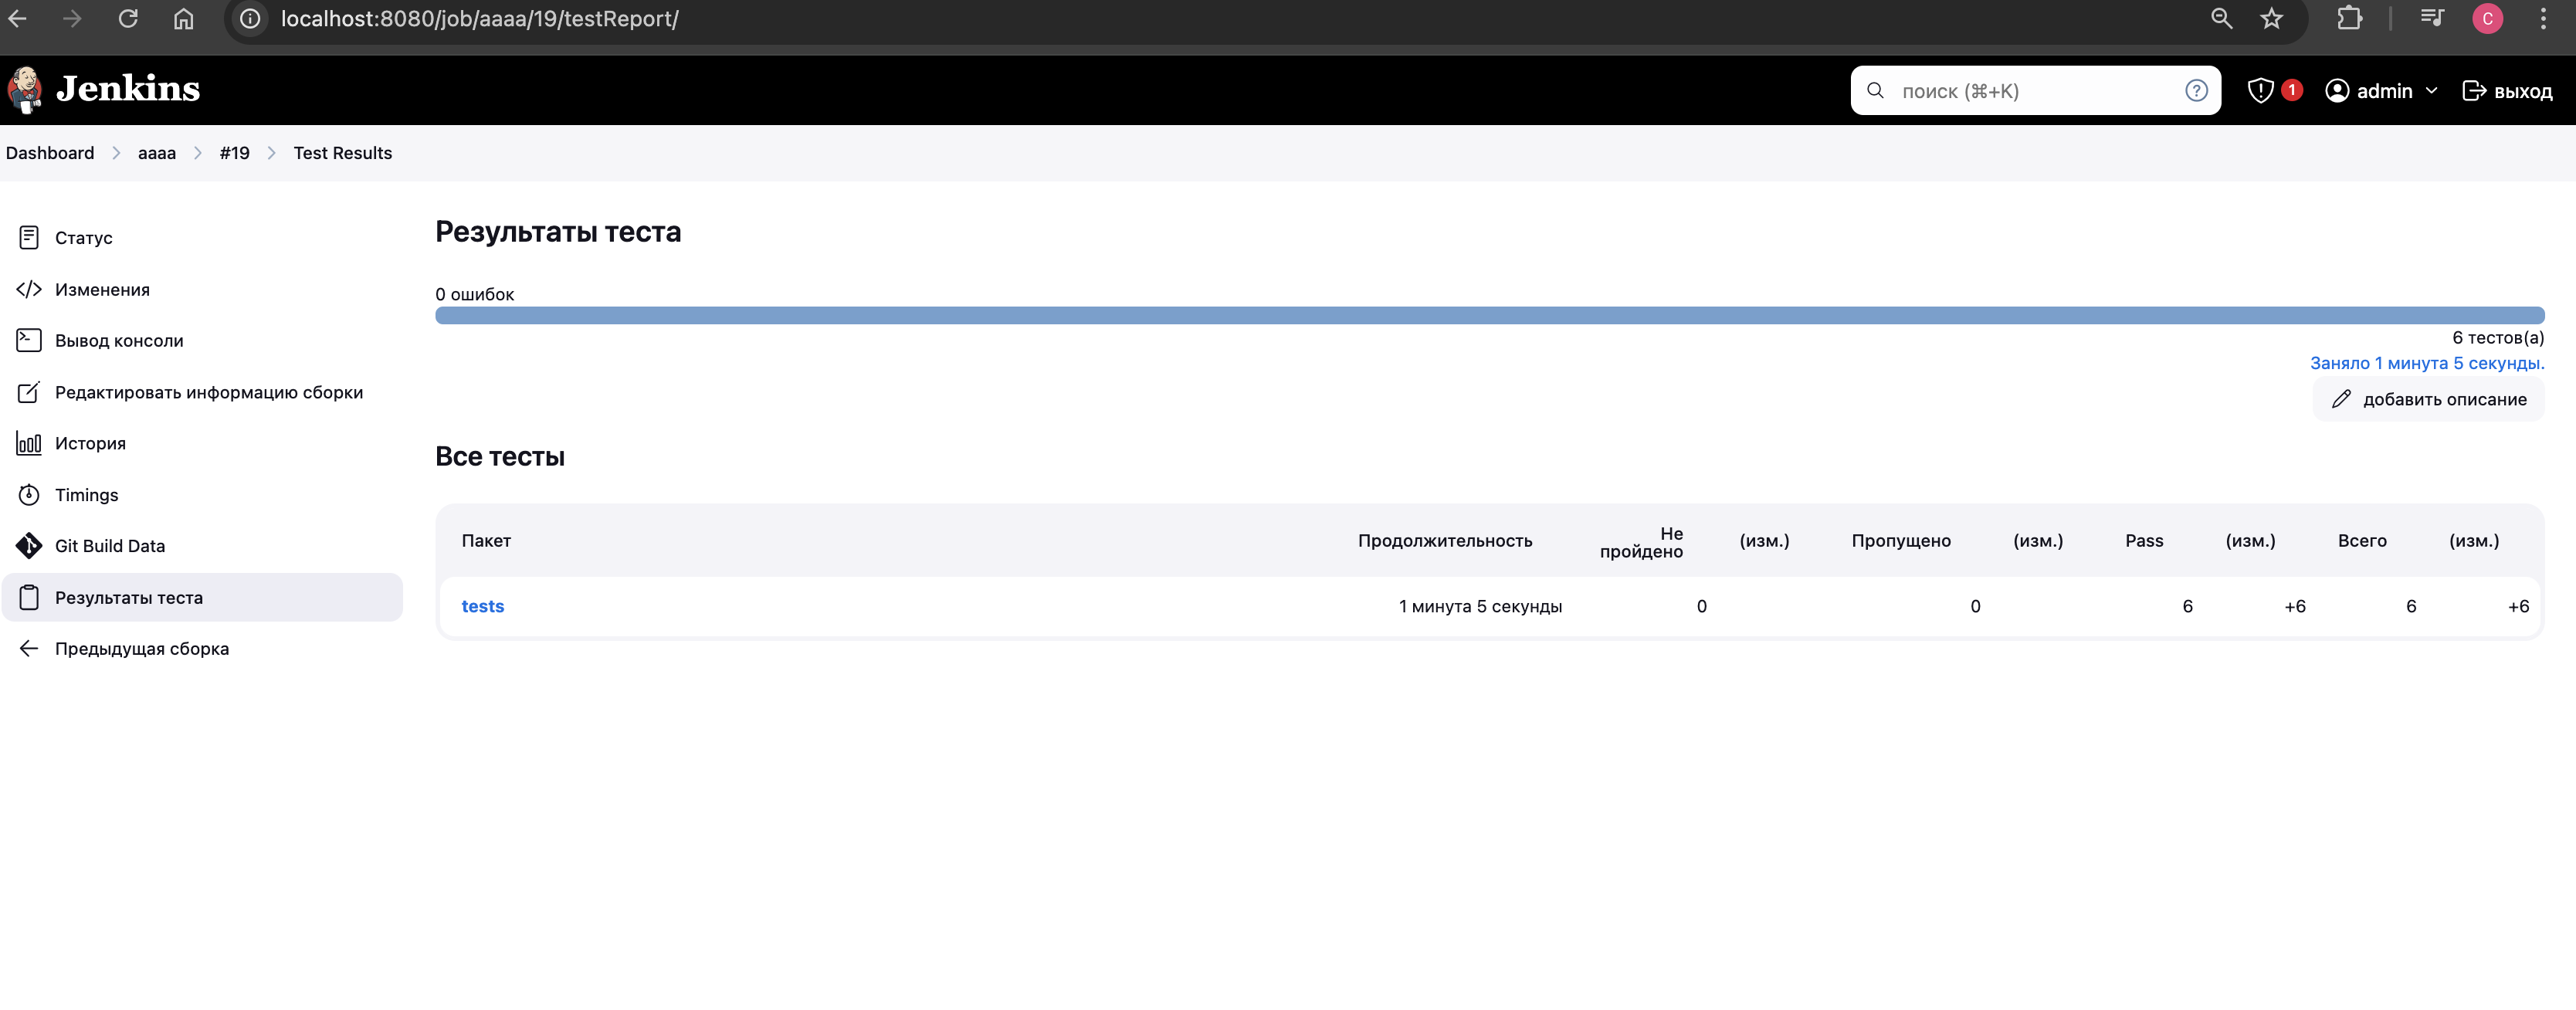 localhost:8080/job/aaaa/19/testReport/
C
Jenkins
поиск (⌘+K)
?
1
admin
выход
Dashboard
aaaa
#19
Test Results
Статус
Изменения
Вывод консоли
Редактировать информацию сборки
История
Timings
Git Build Data
Результаты теста
Предыдущая сборка
Результаты теста
0 ошибок
6 тестов(а)
Заняло 1 минута 5 секунды.
добавить описание
Все тесты
Пакет Продолжительность Не пройдено (изм.) Пропущено (изм.) Pass (изм.) Всего (изм.)
tests 1 минута 5 секунды 0 0 6 +6 6 +6